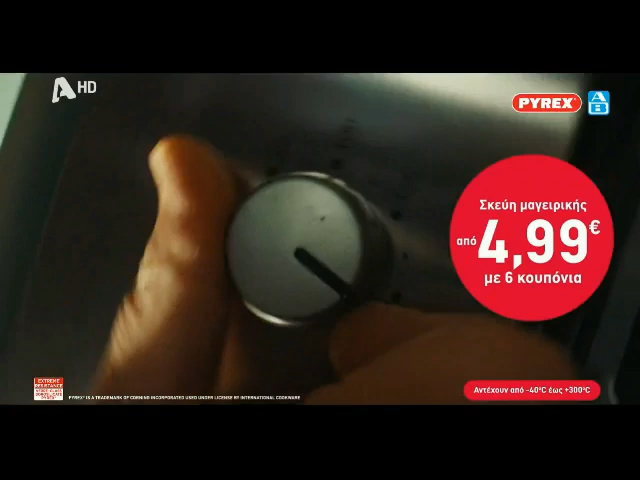 A HD
PYREX®
AB
Σκεύη μαγειρικής
από 4,99€
με 6 κουπόνια
EXTREME
RESISTANCE
Αντέχουν από -40°C έως +300°C
PYREX® IS A TRADEMARK OF CORNING INCORPORATED USED UNDER LICENSE BY INTERNATIONAL COOKWARE